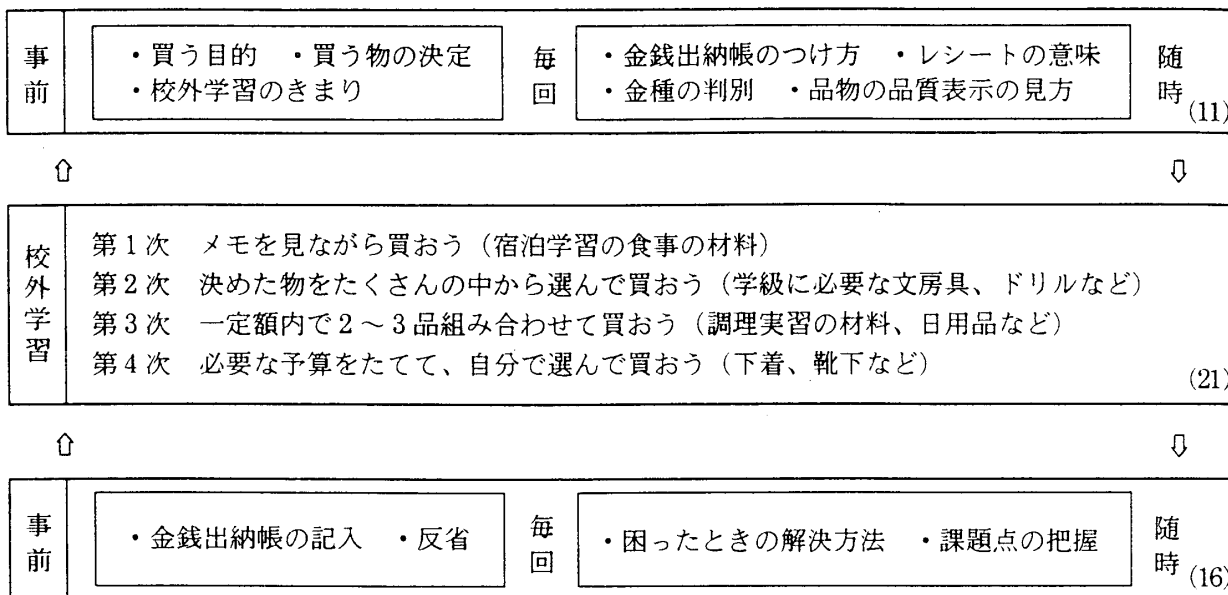 事前
・買う目的 ・買う物の決定
・校外学習のきまり
毎回
・金銭出納帳のつけ方 ・レシートの意味
・金種の判別 ・品物の品質表示の見方
随時
(11)
校外学習
第1次 メモを見ながら買おう(宿泊学習の食事の材料)
第2次 決めた物をたくさんの中から選んで買おう(学級に必要な文房具、ドリルなど)
第3次 一定額内で2～3品組み合わせて買おう(調理実習の材料、日用品など)
第4次 必要な予算をたてて、自分で選んで買おう(下着、靴下など)
(21)
事前
・金銭出納帳の記入 ・反省
毎回
・困ったときの解決方法 ・課題点の把握
随時
(16)